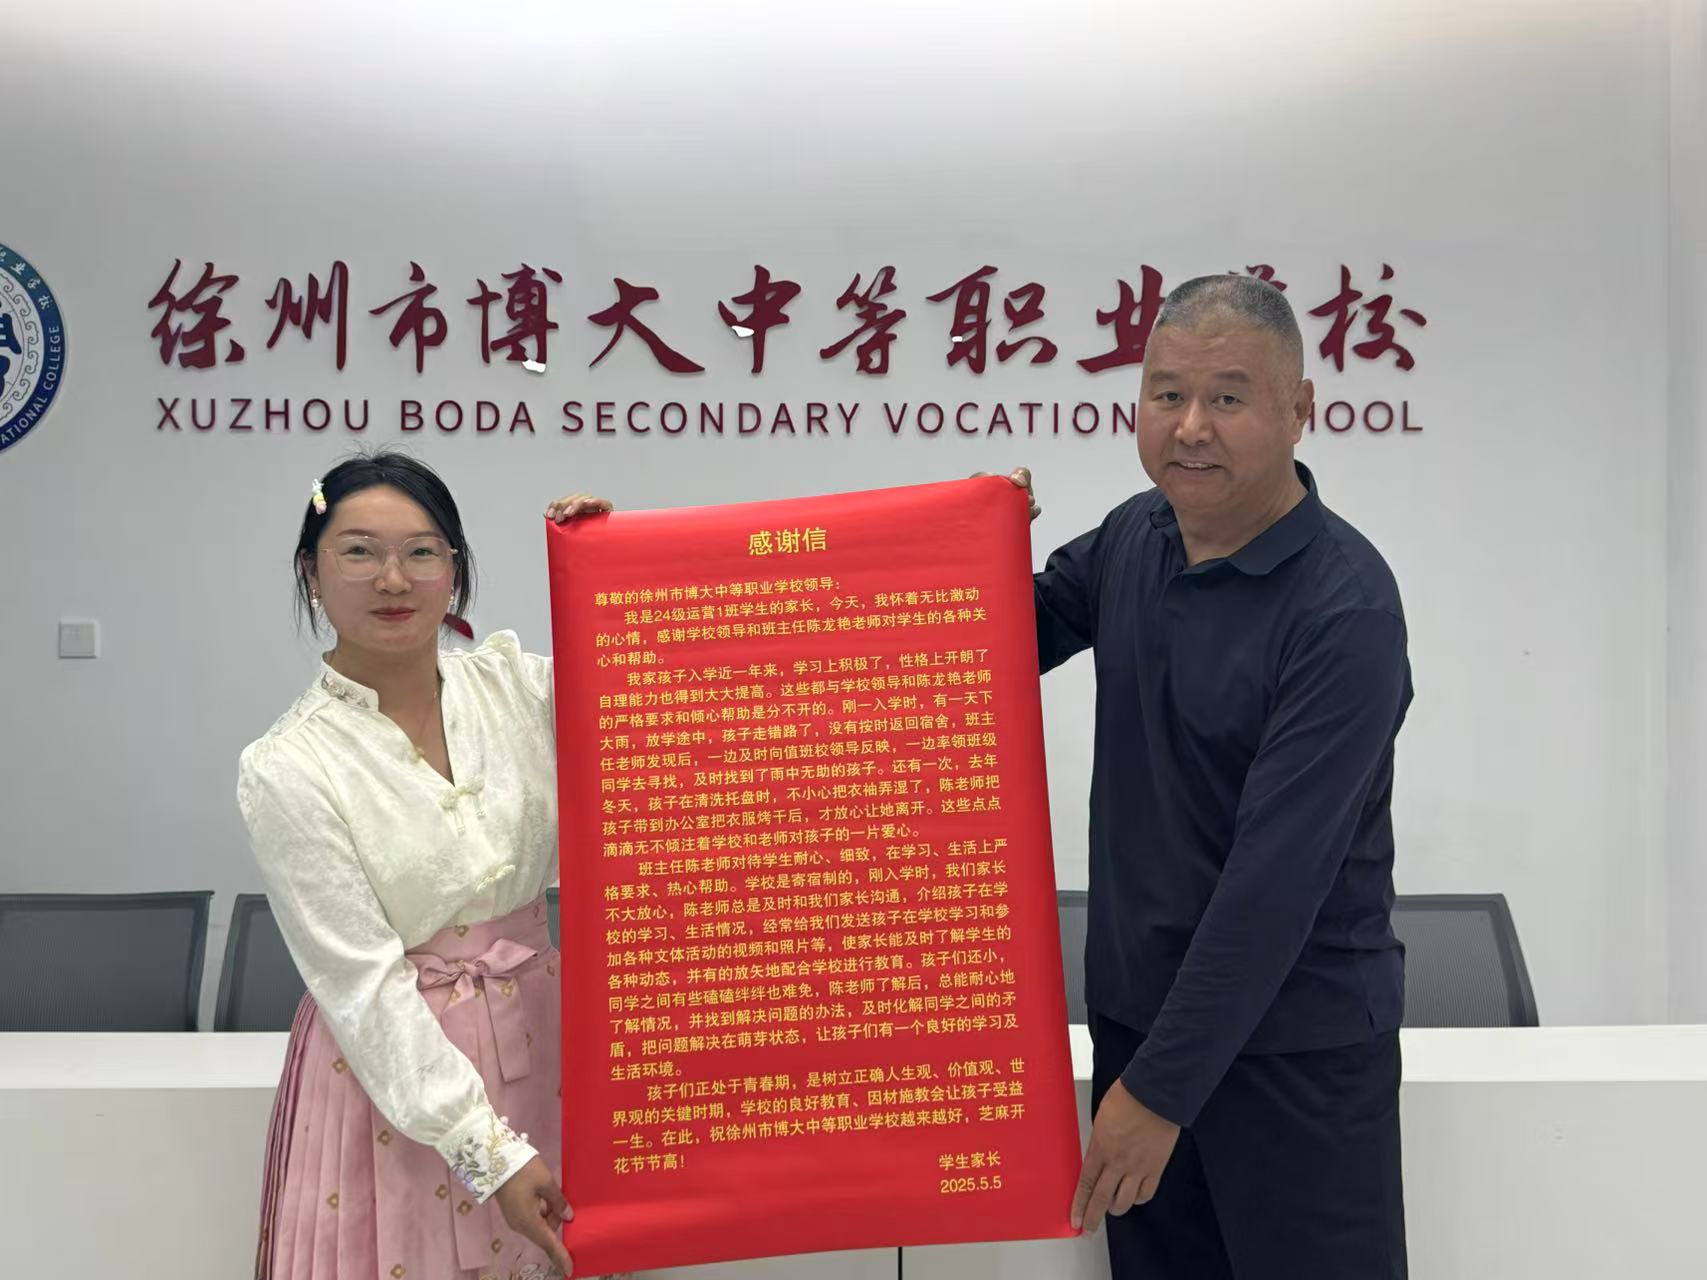 徐州市博大中等职业学校
XUZHOU BODA SECONDARY VOCATION SCHOOL
ATIONAL COLLEGE
感谢信
尊敬的徐州市博大中等职业学校领导：
我是24级运营1班学生的家长，今天，我怀着无比激动
的心情，感谢学校领导和班主任陈龙艳老师对学生的各种关
心和帮助。
我家孩子入学近一年来，学习上积极了，性格上开朗了
自理能力也得到大大提高。这些都与学校领导和陈龙艳老师
的严格要求和倾心帮助是分不开的。刚一入学时，有一天下
大雨，放学途中，孩子走错路了，没有按时返回宿舍，班主
任老师发现后，一边及时向值班校领导反映，一边率领班级
同学去寻找，及时找到了雨中无助的孩子。还有一次，去年
冬天，孩子在清洗托盘时，不小心把衣袖弄湿了，陈老师把
孩子带到办公室把衣服烤干后，才放心让她离开。这些点点
滴滴无不倾注着学校和老师对孩子的一片爱心。
班主任陈老师对待学生耐心、细致，在学习、生活上严
格要求、热心帮助。学校是寄宿制的，刚入学时，我们家长
不大放心，陈老师总是及时和我们家长沟通，介绍孩子在学
校的学习、生活情况，经常给我们发送孩子在学校学习和参
加各种文体活动的视频和照片等，使家长能及时了解学生的
各种动态，并有的放矢地配合学校进行教育。孩子们还小，
同学之间有些磕磕绊绊也难免，陈老师了解后，总能耐心地
了解情况，并找到解决问题的办法，及时化解同学之间的矛
盾，把问题解决在萌芽状态，让孩子们有一个良好的学习及
生活环境。
孩子们正处于青春期，是树立正确人生观、价值观、世
界观的关键时期，学校的良好教育、因材施教会让孩子受益
一生。在此，祝徐州市博大中等职业学校越来越好，芝麻开
花节节高！
学生家长
2025.5.5